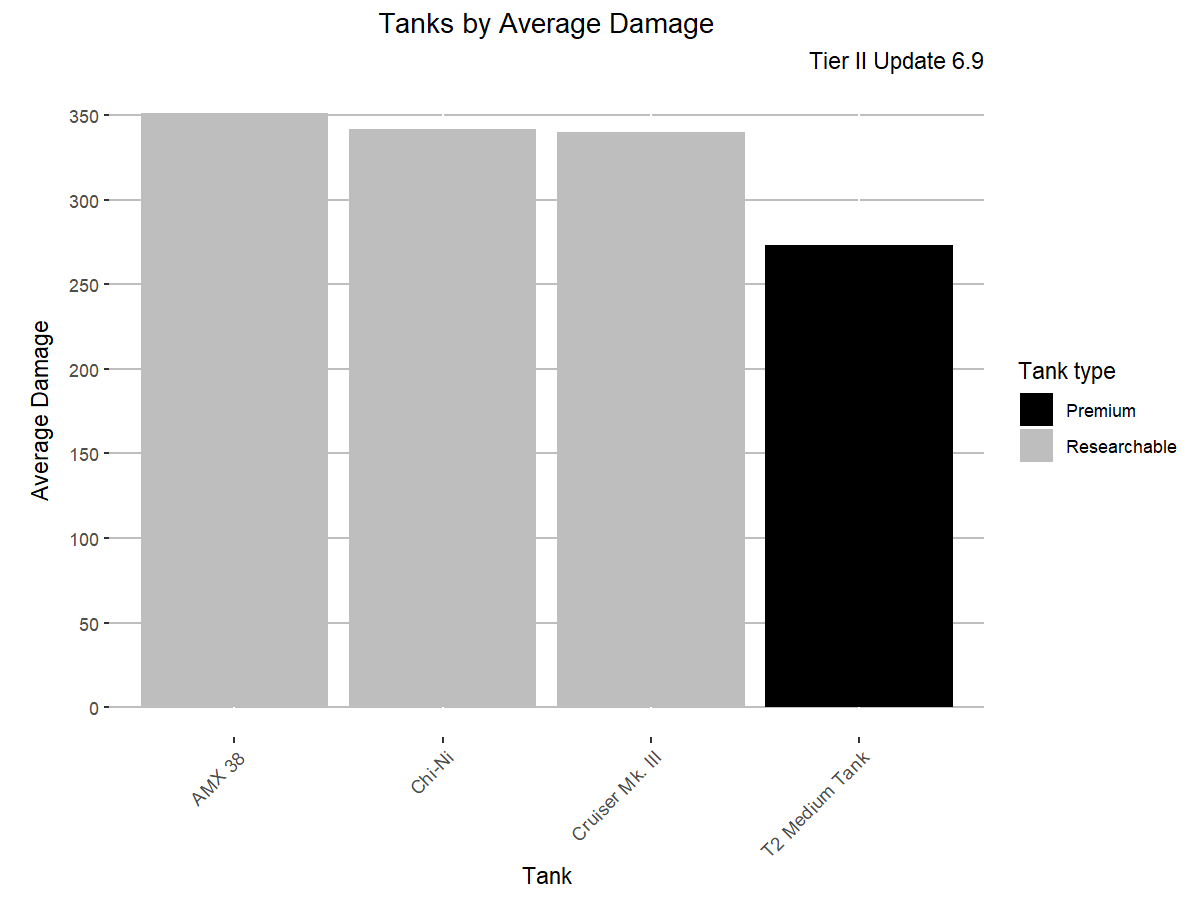 Tanks by Average Damage
Tier II Update 6.9
Average Damage
350
300
250
200
150
100
50
0
AMX 38
Chi-Ni
Cruiser Mk. III
T2 Medium Tank
Tank
Tank type
Premium
Researchable